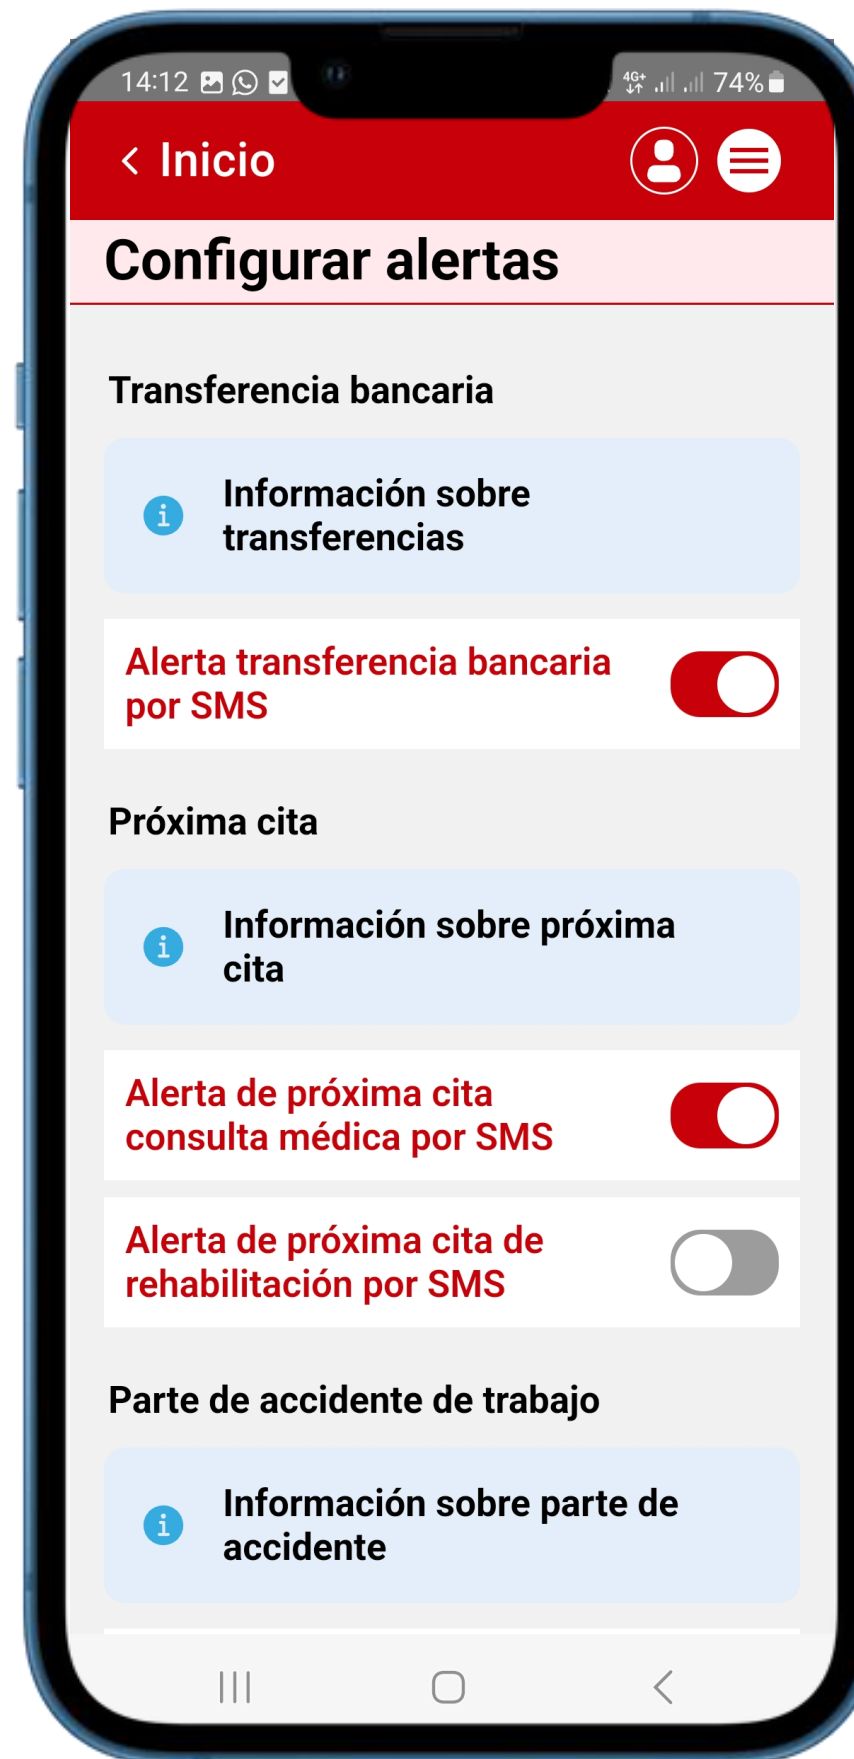 14:12
4G+
74%
Inicio
Configurar alertas
Transferencia bancaria
Información sobre
transferencias
Alerta transferencia bancaria
por SMS
Próxima cita
Información sobre próxima
cita
Alerta de próxima cita
consulta médica por SMS
Alerta de próxima cita de
rehabilitación por SMS
Parte de accidente de trabajo
Información sobre parte de
accidente